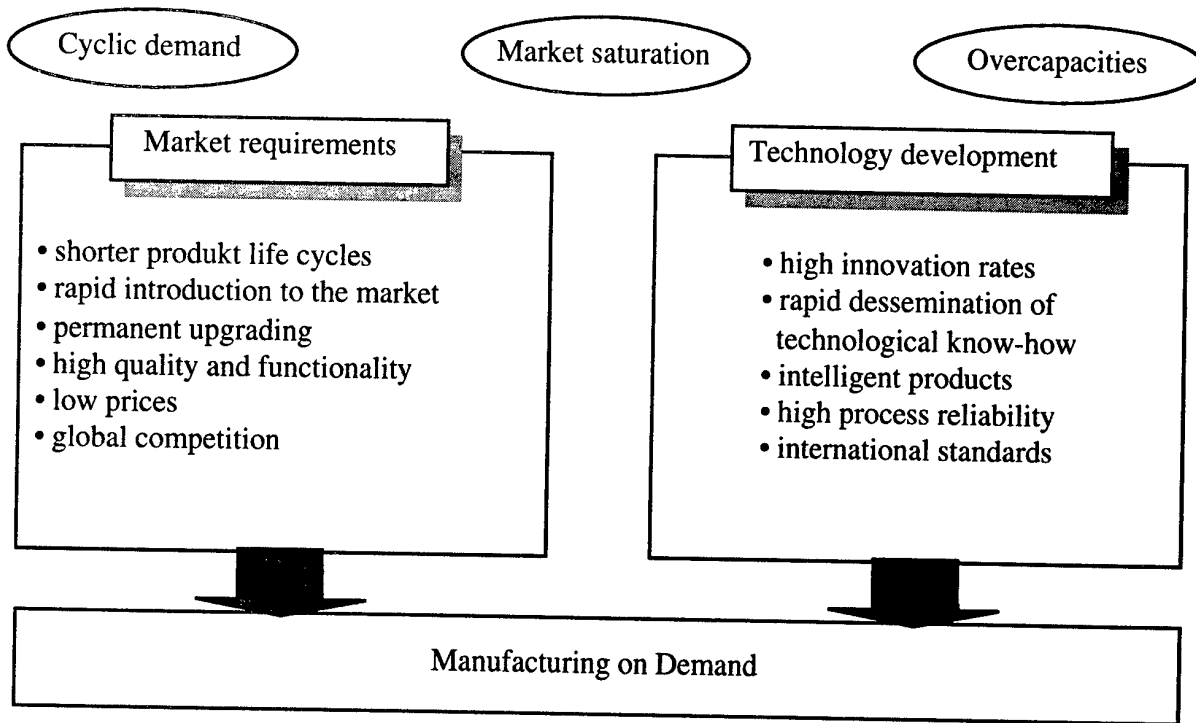 Cyclic demand
Market saturation
Overcapacities
Market requirements
• shorter produkt life cycles
• rapid introduction to the market
• permanent upgrading
• high quality and functionality
• low prices
• global competition
Technology development
• high innovation rates
• rapid dessemination of
technological know-how
• intelligent products
• high process reliability
• international standards
Manufacturing on Demand